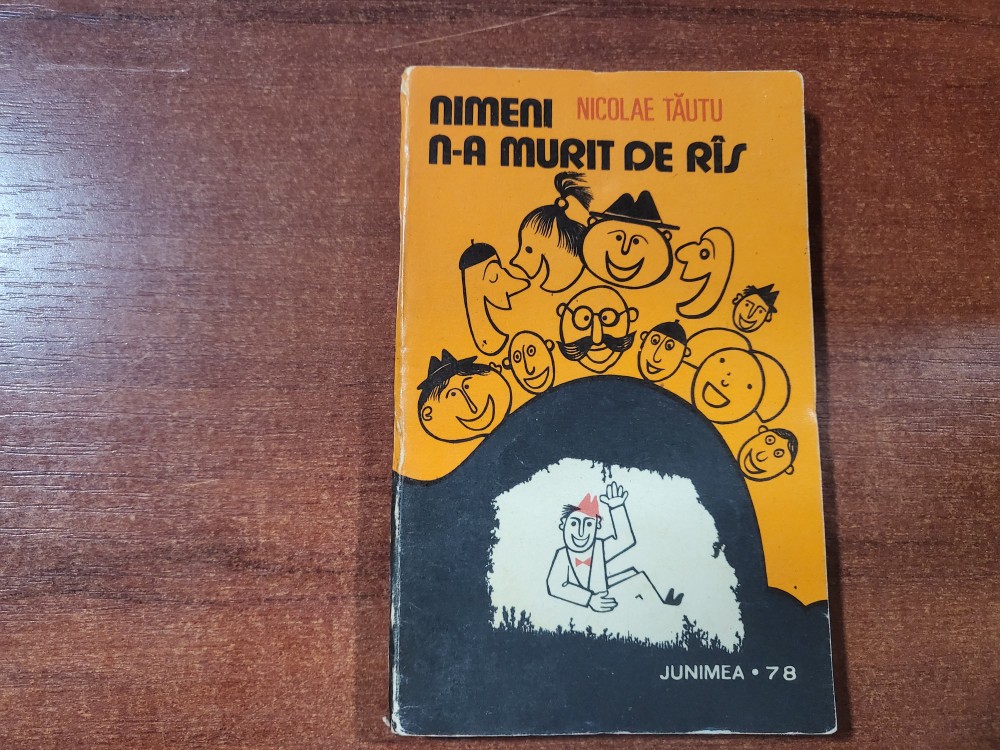 NIMENI NICOLAE TĂUTU
N-A MURIT DE RÎS
JUNIMEA • 78